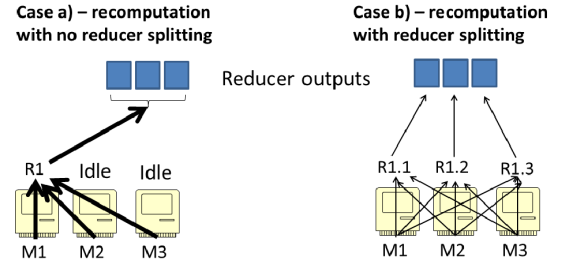 Case a) – recomputation
with no reducer splitting
Case b) – recomputation
with reducer splitting
Reducer outputs
R1 Idle Idle
M1 M2 M3
R1.1 R1.2 R1.3
M1 M2 M3